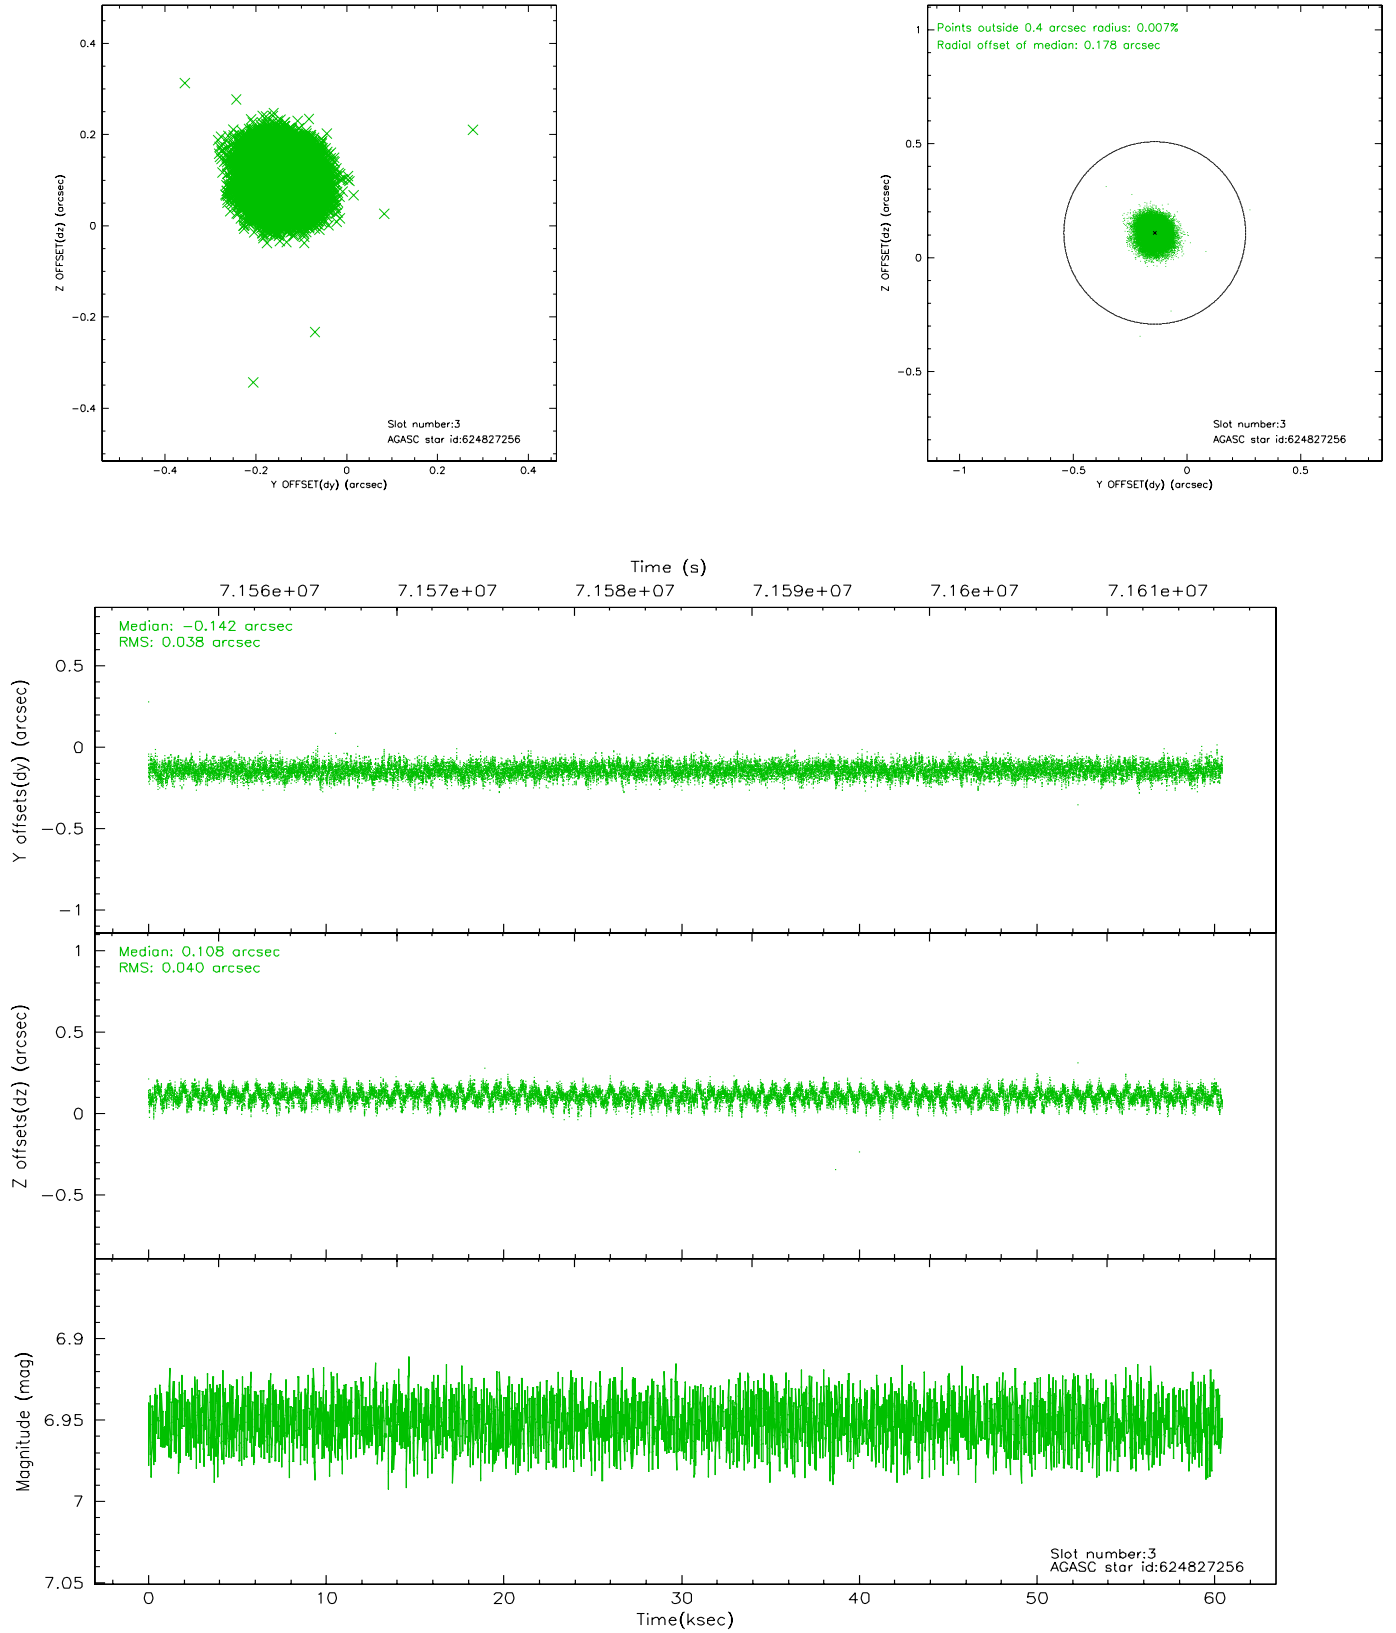 0.4
0.2
0
−0.2
−0.4
Z OFFSET(dz) (arcsec)
Slot number:3
AGASC star id:624827256
−0.4 −0.2 0 0.2 0.4
Y OFFSET(dy) (arcsec)
Points outside 0.4 arcsec radius: 0.007%
Radial offset of median: 0.178 arcsec
1
0.5
0
−0.5
Z OFFSET(dz) (arcsec)
Slot number:3
AGASC star id:624827256
−1 −0.5 0 0.5
Y OFFSET(dy) (arcsec)
Time (s)
7.156e+07 7.157e+07 7.158e+07 7.159e+07 7.16e+07 7.161e+07
Median: −0.142 arcsec
RMS: 0.038 arcsec
0.5
0
−0.5
−1
Y offsets(dy) (arcsec)
Median: 0.108 arcsec
RMS: 0.040 arcsec
1
0.5
0
−0.5
Z offsets(dz) (arcsec)
6.9
6.95
7
7.05
Magnitude (mag)
Slot number:3
AGASC star id:624827256
0 10 20 30 40 50 60
Time(ksec)